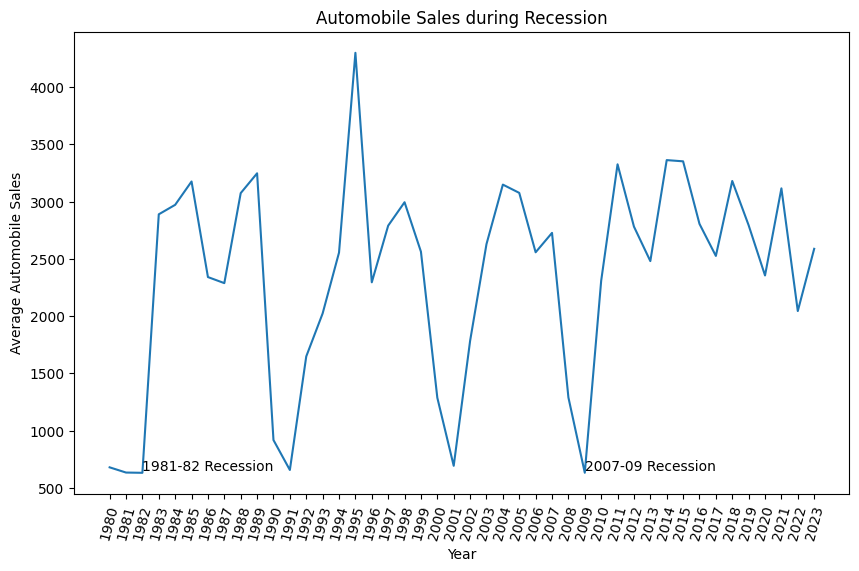 Automobile Sales during Recession
Average Automobile Sales
4000
3500
3000
2500
2000
1500
1000
500
1981-82 Recession
2007-09 Recession
1980 1981 1982 1983 1984 1985 1986 1987 1988 1989 1990 1991 1992 1993 1994 1995 1996 1997 1998 1999 2000 2001 2002 2003 2004 2005 2006 2007 2008 2009 2010 2011 2012 2013 2014 2015 2016 2017 2018 2019 2020 2021 2022 2023
Year